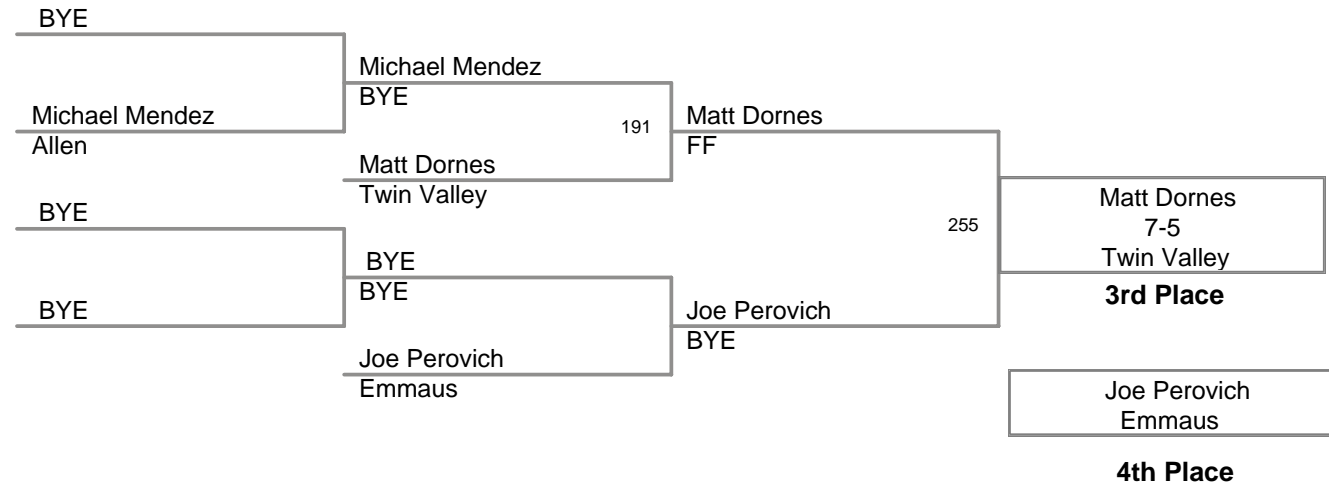 BYE
Michael Mendez
BYE
Michael Mendez
Allen
191
Matt Dornes
FF
Matt Dornes
Twin Valley
BYE
255
Matt Dornes
7-5
Twin Valley
3rd Place
BYE
BYE
BYE
Joe Perovich
BYE
Joe Perovich
Emmaus
Joe Perovich
Emmaus
4th Place